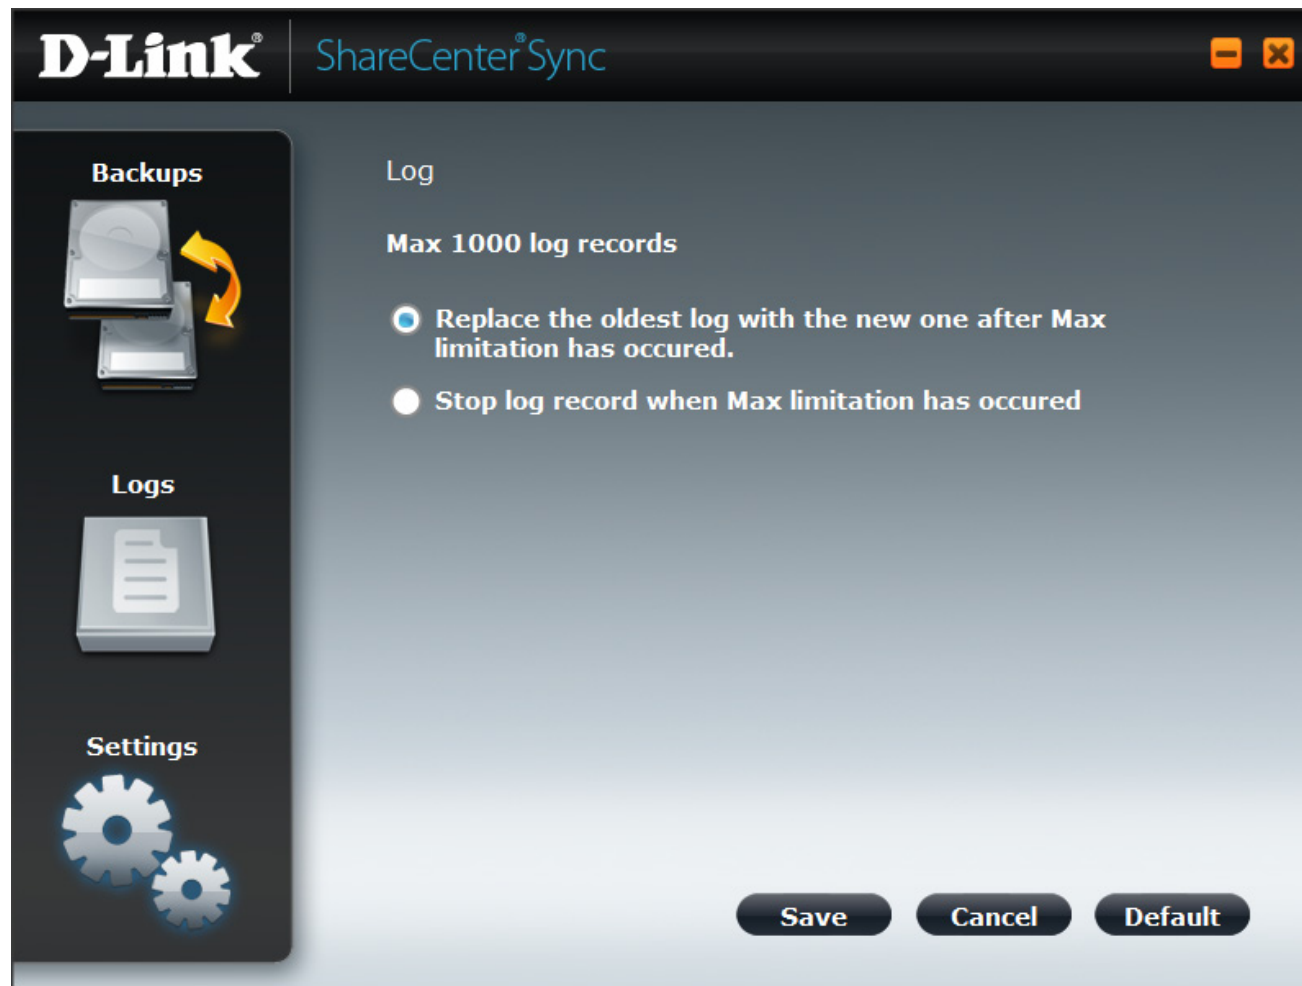 D-Link®
ShareCenter® Sync
Backups
Logs
Settings
Log
Max 1000 log records
Replace the oldest log with the new one after Max
limitation has occured.
Stop log record when Max limitation has occured
Save
Cancel
Default